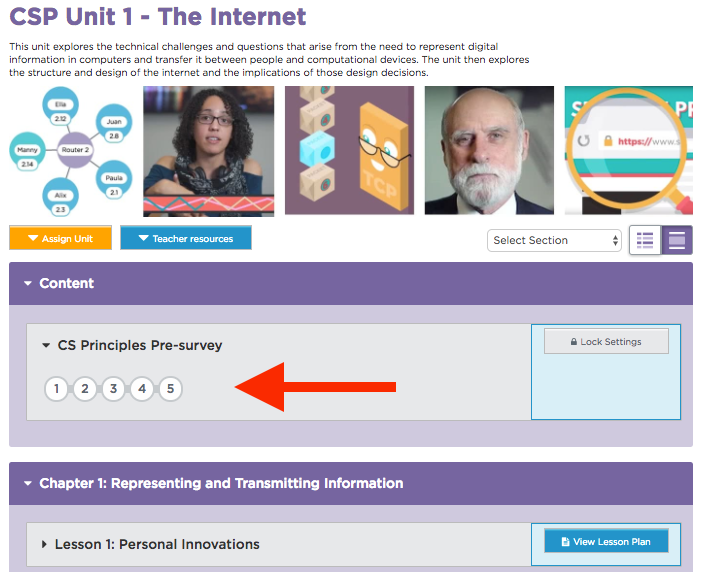 CSP Unit 1 - The Internet
This unit explores the technical challenges and questions that arise from the need to represent digital
information in computers and transfer it between people and computational devices. The unit then explores
the structure and design of the internet and the implications of those design decisions.
Ella
2.12
Juan
2.8
Manny
2.14
Router 2
Paula
2.1
Alix
2.3
TCP
https://www.s
Assign Unit
Teacher resources
Select Section
Content
CS Principles Pre-survey
Lock Settings
1 2 3 4 5
Chapter 1: Representing and Transmitting Information
Lesson 1: Personal Innovations
View Lesson Plan